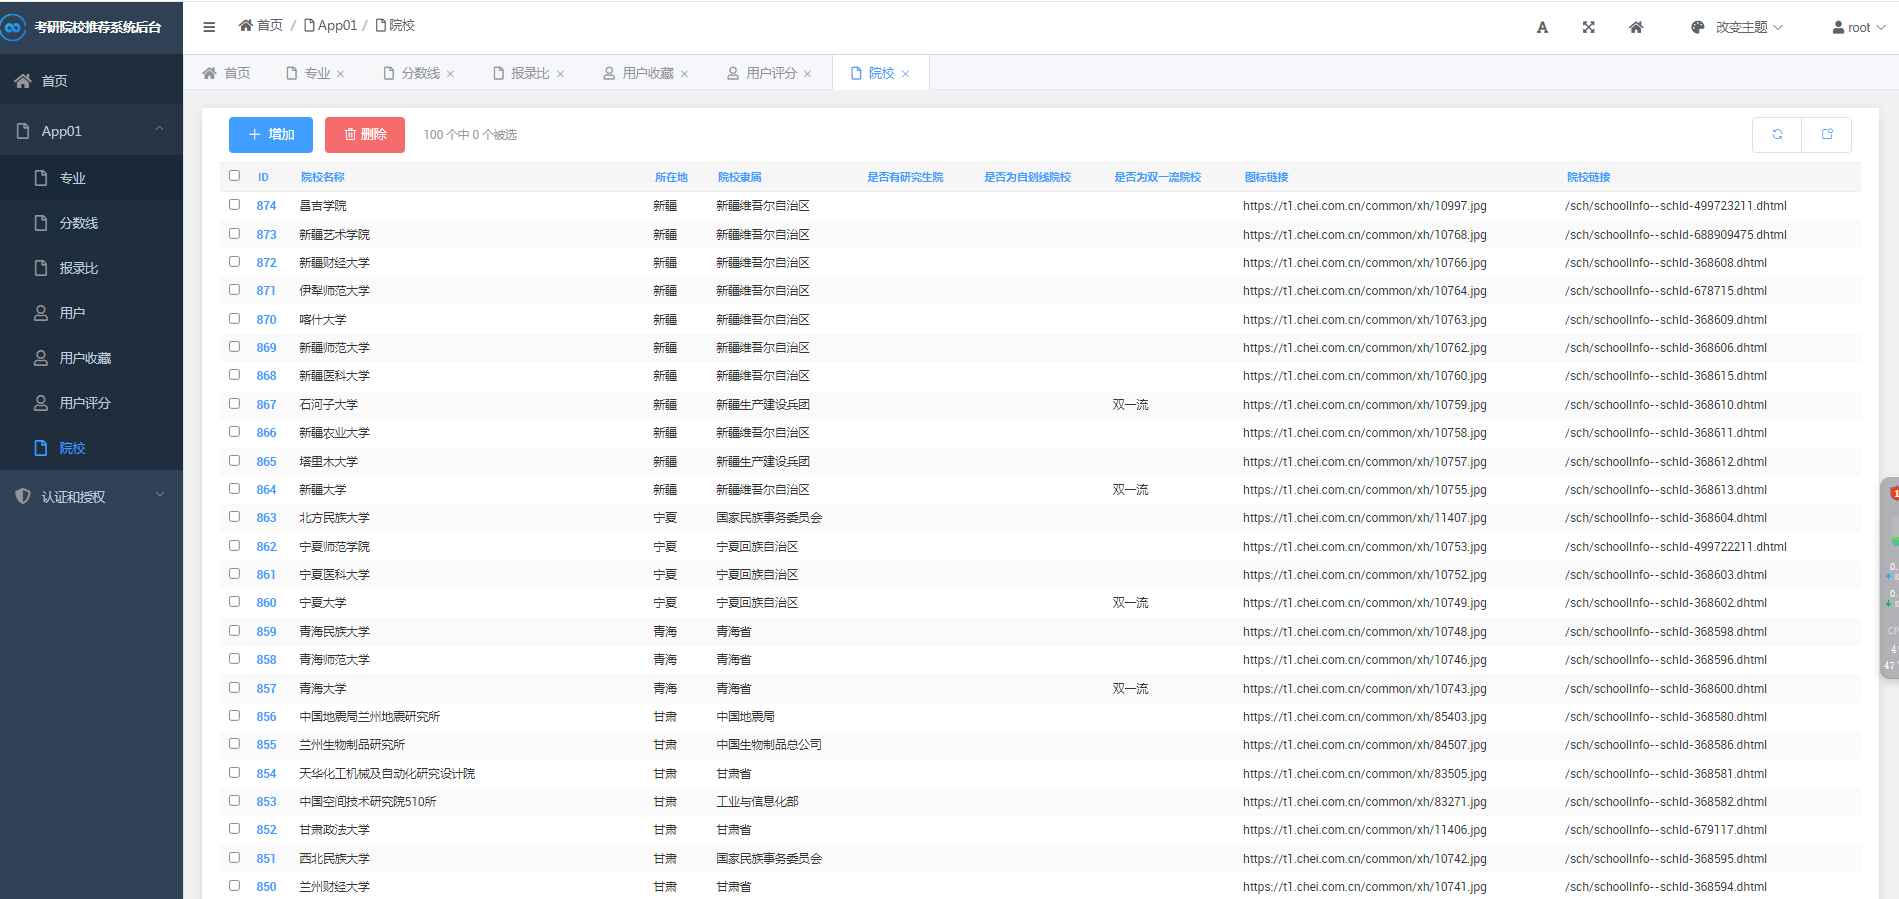 考研院校推荐系统后台
首页 / App01 / 院校
A
改变主题
root
首页
App01
专业
分数线
报录比
用户
用户收藏
用户评分
院校
认证和授权
首页 专业 × 分数线 × 报录比 × 用户收藏 × 用户评分 × 院校 ×
+ 增加 删除 100 个中 0 个被选
ID 院校名称 所在地 院校隶属 是否有研究生院 是否为自划线院校 是否为双一流院校 图标链接 院校链接
874 昌吉学院 新疆 新疆维吾尔自治区 https://t1.chei.com.cn/common/xh/10997.jpg /sch/schoolInfo--schId-499723211.dhtml
873 新疆艺术学院 新疆 新疆维吾尔自治区 https://t1.chei.com.cn/common/xh/10768.jpg /sch/schoolInfo--schId-688909475.dhtml
872 新疆财经大学 新疆 新疆维吾尔自治区 https://t1.chei.com.cn/common/xh/10766.jpg /sch/schoolInfo--schId-368608.dhtml
871 伊犁师范大学 新疆 新疆维吾尔自治区 https://t1.chei.com.cn/common/xh/10764.jpg /sch/schoolInfo--schId-678715.dhtml
870 喀什大学 新疆 新疆维吾尔自治区 https://t1.chei.com.cn/common/xh/10763.jpg /sch/schoolInfo--schId-368609.dhtml
869 新疆师范大学 新疆 新疆维吾尔自治区 https://t1.chei.com.cn/common/xh/10762.jpg /sch/schoolInfo--schId-368606.dhtml
868 新疆医科大学 新疆 新疆维吾尔自治区 https://t1.chei.com.cn/common/xh/10760.jpg /sch/schoolInfo--schId-368615.dhtml
867 石河子大学 新疆 新疆生产建设兵团 双一流 https://t1.chei.com.cn/common/xh/10759.jpg /sch/schoolInfo--schId-368610.dhtml
866 新疆农业大学 新疆 新疆维吾尔自治区 https://t1.chei.com.cn/common/xh/10758.jpg /sch/schoolInfo--schId-368611.dhtml
865 塔里木大学 新疆 新疆生产建设兵团 https://t1.chei.com.cn/common/xh/10757.jpg /sch/schoolInfo--schId-368612.dhtml
864 新疆大学 新疆 新疆维吾尔自治区 双一流 https://t1.chei.com.cn/common/xh/10755.jpg /sch/schoolInfo--schId-368613.dhtml
863 北方民族大学 宁夏 国家民族事务委员会 https://t1.chei.com.cn/common/xh/11407.jpg /sch/schoolInfo--schId-368604.dhtml
862 宁夏师范学院 宁夏 宁夏回族自治区 https://t1.chei.com.cn/common/xh/10753.jpg /sch/schoolInfo--schId-499722211.dhtml
861 宁夏医科大学 宁夏 宁夏回族自治区 https://t1.chei.com.cn/common/xh/10752.jpg /sch/schoolInfo--schId-368603.dhtml
860 宁夏大学 宁夏 宁夏回族自治区 双一流 https://t1.chei.com.cn/common/xh/10749.jpg /sch/schoolInfo--schId-368602.dhtml
859 青海民族大学 青海 青海省 https://t1.chei.com.cn/common/xh/10748.jpg /sch/schoolInfo--schId-368598.dhtml
858 青海师范大学 青海 青海省 https://t1.chei.com.cn/common/xh/10746.jpg /sch/schoolInfo--schId-368596.dhtml
857 青海大学 青海 青海省 双一流 https://t1.chei.com.cn/common/xh/10743.jpg /sch/schoolInfo--schId-368600.dhtml
856 中国地震局兰州地震研究所 甘肃 中国地震局 https://t1.chei.com.cn/common/xh/85403.jpg /sch/schoolInfo--schId-368580.dhtml
855 兰州生物制品研究所 甘肃 中国生物制品总公司 https://t1.chei.com.cn/common/xh/84507.jpg /sch/schoolInfo--schId-368586.dhtml
854 天华化工机械及自动化研究设计院 甘肃 甘肃省 https://t1.chei.com.cn/common/xh/83505.jpg /sch/schoolInfo--schId-368581.dhtml
853 中国空间技术研究院510所 甘肃 工业与信息化部 https://t1.chei.com.cn/common/xh/83271.jpg /sch/schoolInfo--schId-368582.dhtml
852 甘肃政法大学 甘肃 甘肃省 https://t1.chei.com.cn/common/xh/11406.jpg /sch/schoolInfo--schId-679117.dhtml
851 西北民族大学 甘肃 国家民族事务委员会 https://t1.chei.com.cn/common/xh/10742.jpg /sch/schoolInfo--schId-368595.dhtml
850 兰州财经大学 甘肃 甘肃省 https://t1.chei.com.cn/common/xh/10741.jpg /sch/schoolInfo--schId-368594.dhtml